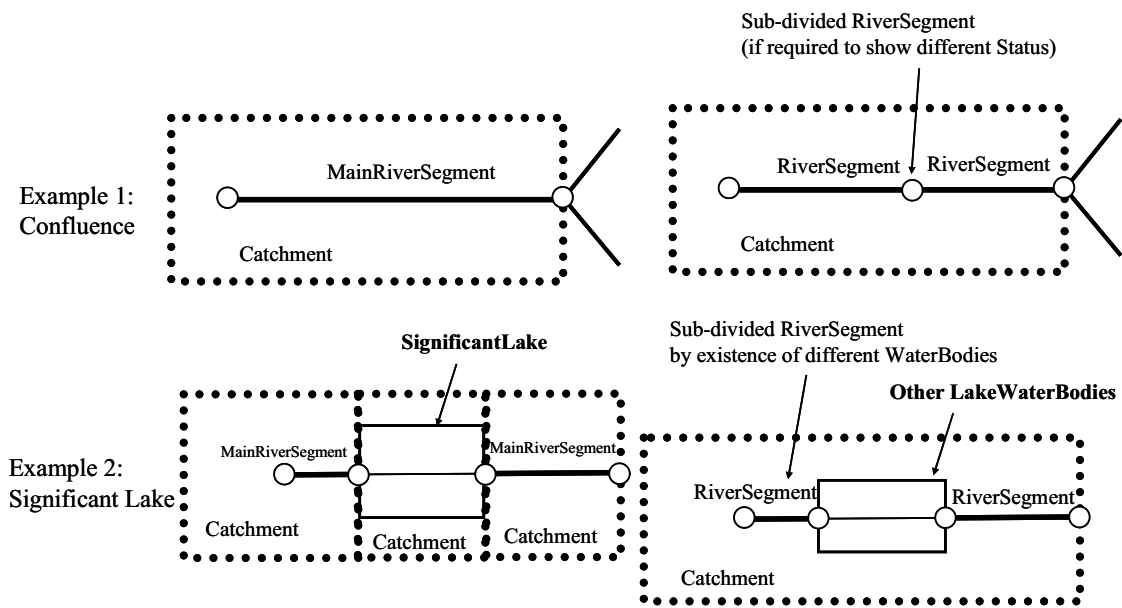 Sub-divided RiverSegment
(if required to show different Status)
Example 1:
Confluence
MainRiverSegment
Catchment
RiverSegment
RiverSegment
Catchment
Example 2:
Significant Lake
SignificantLake
MainRiverSegment
MainRiverSegment
Catchment
Catchment
Catchment
Sub-divided RiverSegment
by existence of different WaterBodies
Other LakeWaterBodies
RiverSegment
RiverSegment
Catchment